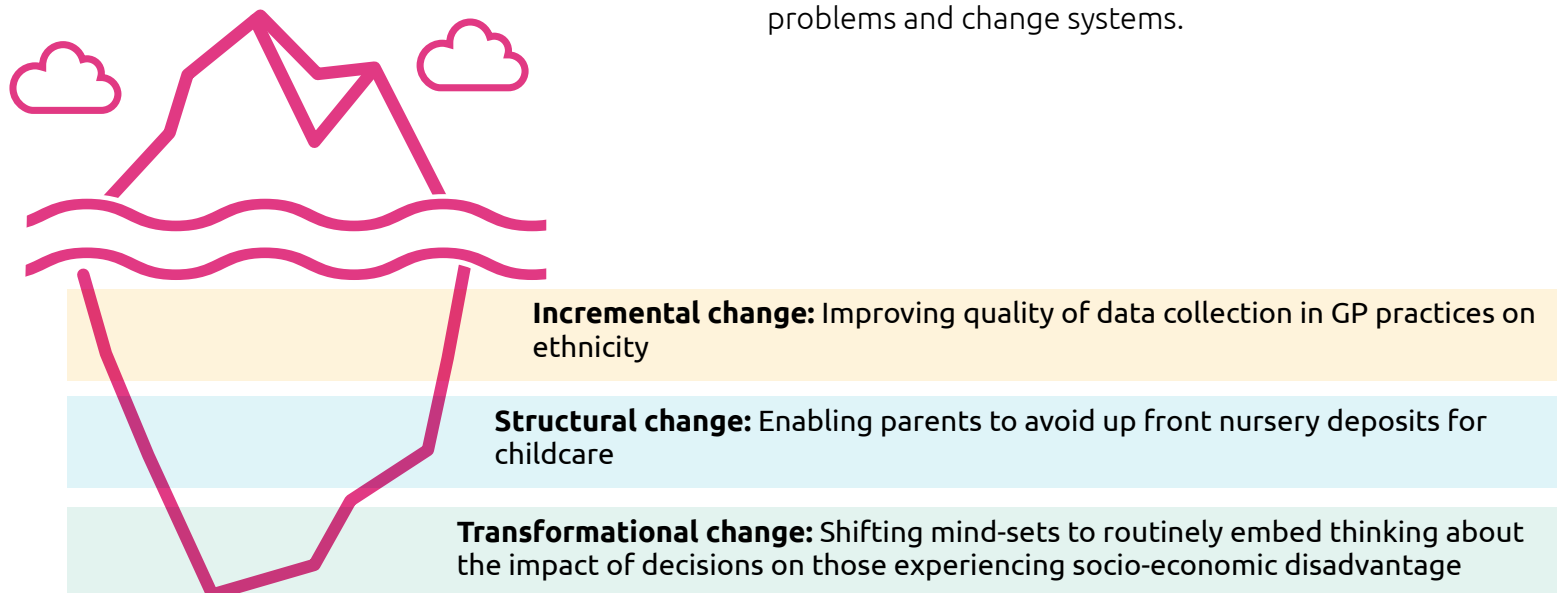 problems and change systems.
Incremental change: Improving quality of data collection in GP practices on
ethnicity
Structural change: Enabling parents to avoid up front nursery deposits for
childcare
Transformational change: Shifting mind-sets to routinely embed thinking about
the impact of decisions on those experiencing socio-economic disadvantage